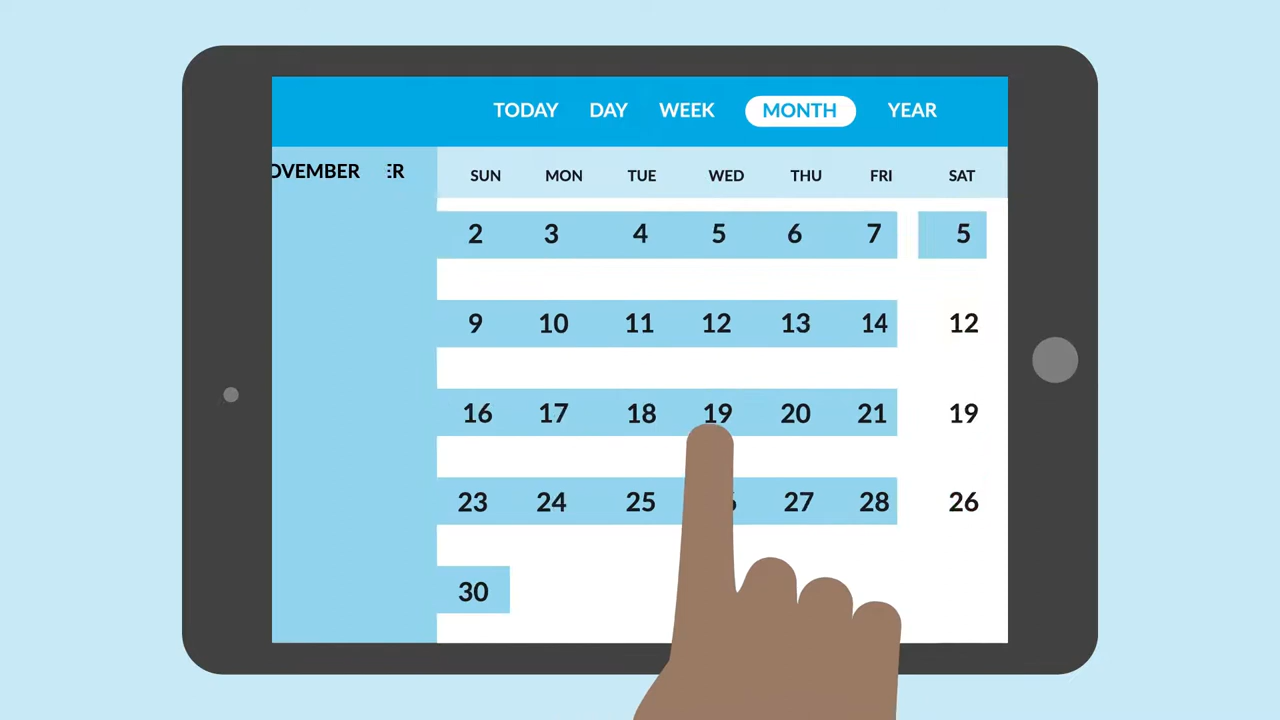 TODAY DAY WEEK MONTH YEAR
OVEMBER ER
SUN MON TUE WED THU FRI SAT
2 3 4 5 6 7 5
9 10 11 12 13 14 12
16 17 18 19 20 21 19
23 24 25 27 28 26
30